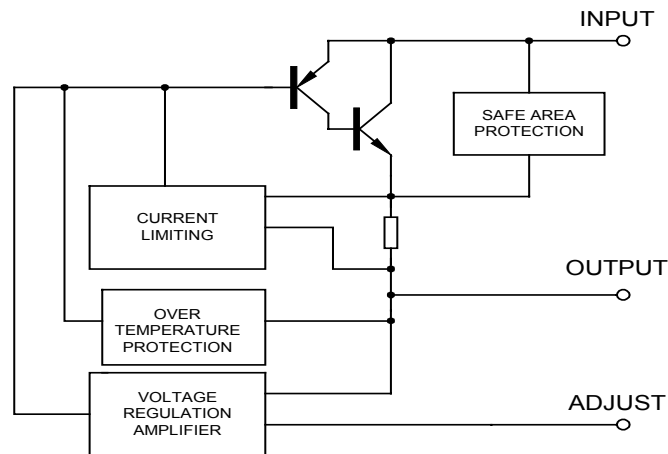 INPUT
SAFE AREA
PROTECTION
CURRENT
LIMITING
OUTPUT
OVER
TEMPERATURE
PROTECTION
VOLTAGE
REGULATION
AMPLIFIER
ADJUST